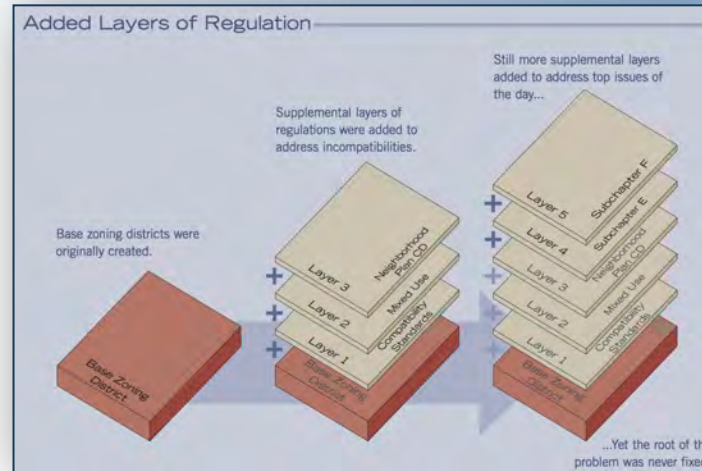 Added Layers of Regulation
Base zoning districts were
originally created.
Base Zoning
District
Supplemental layers of
regulations were added to
address incompatibilities.
Layer 3
Neighborhood
Plan CD
Layer 2
Mixed Use
Layer 1
Compatibility
Standards
Base Zoning
District
Still more supplemental layers
added to address top issues of
the day...
Layer 5
Subchapter F
Layer 4
Subchapter E
Layer 3
Neighborhood
Plan CD
Layer 2
Mixed Use
Layer 1
Compatibility
Standards
Base Zoning
District
...Yet the root of th
problem was never fixe